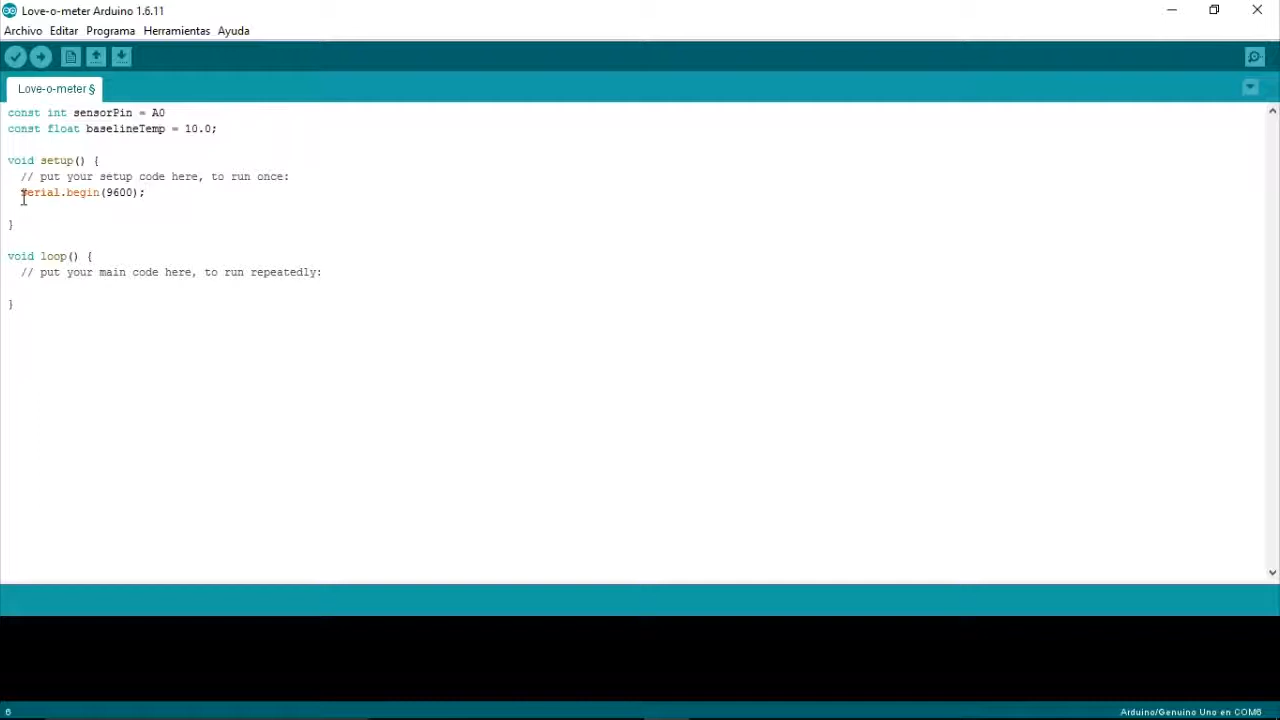 Love-o-meter Arduino 1.6.11
Archivo Editar Programa Herramientas Ayuda
Love-o-meter §
const int sensorPin = A0
const float baselineTemp = 10.0;
void setup() {
// put your setup code here, to run once:
Serial.begin(9600);
}
void loop() {
// put your main code here, to run repeatedly:
}
6
Arduino/Genuino Uno en COM6